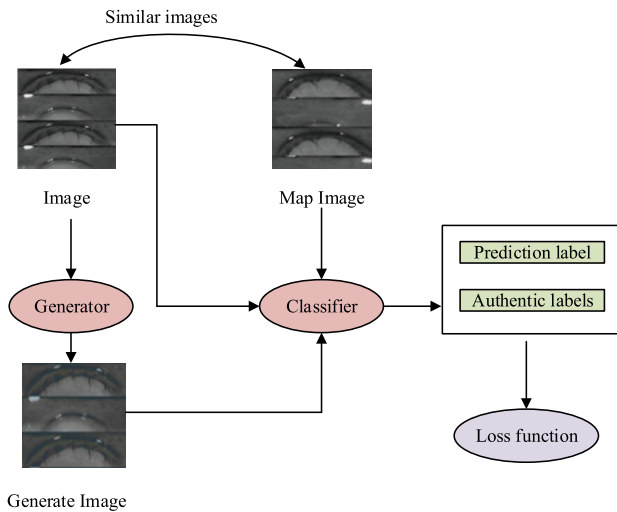 Similar images
Image
Map Image
Generator
Classifier
Prediction label
Authentic labels
Loss function
Generate Image